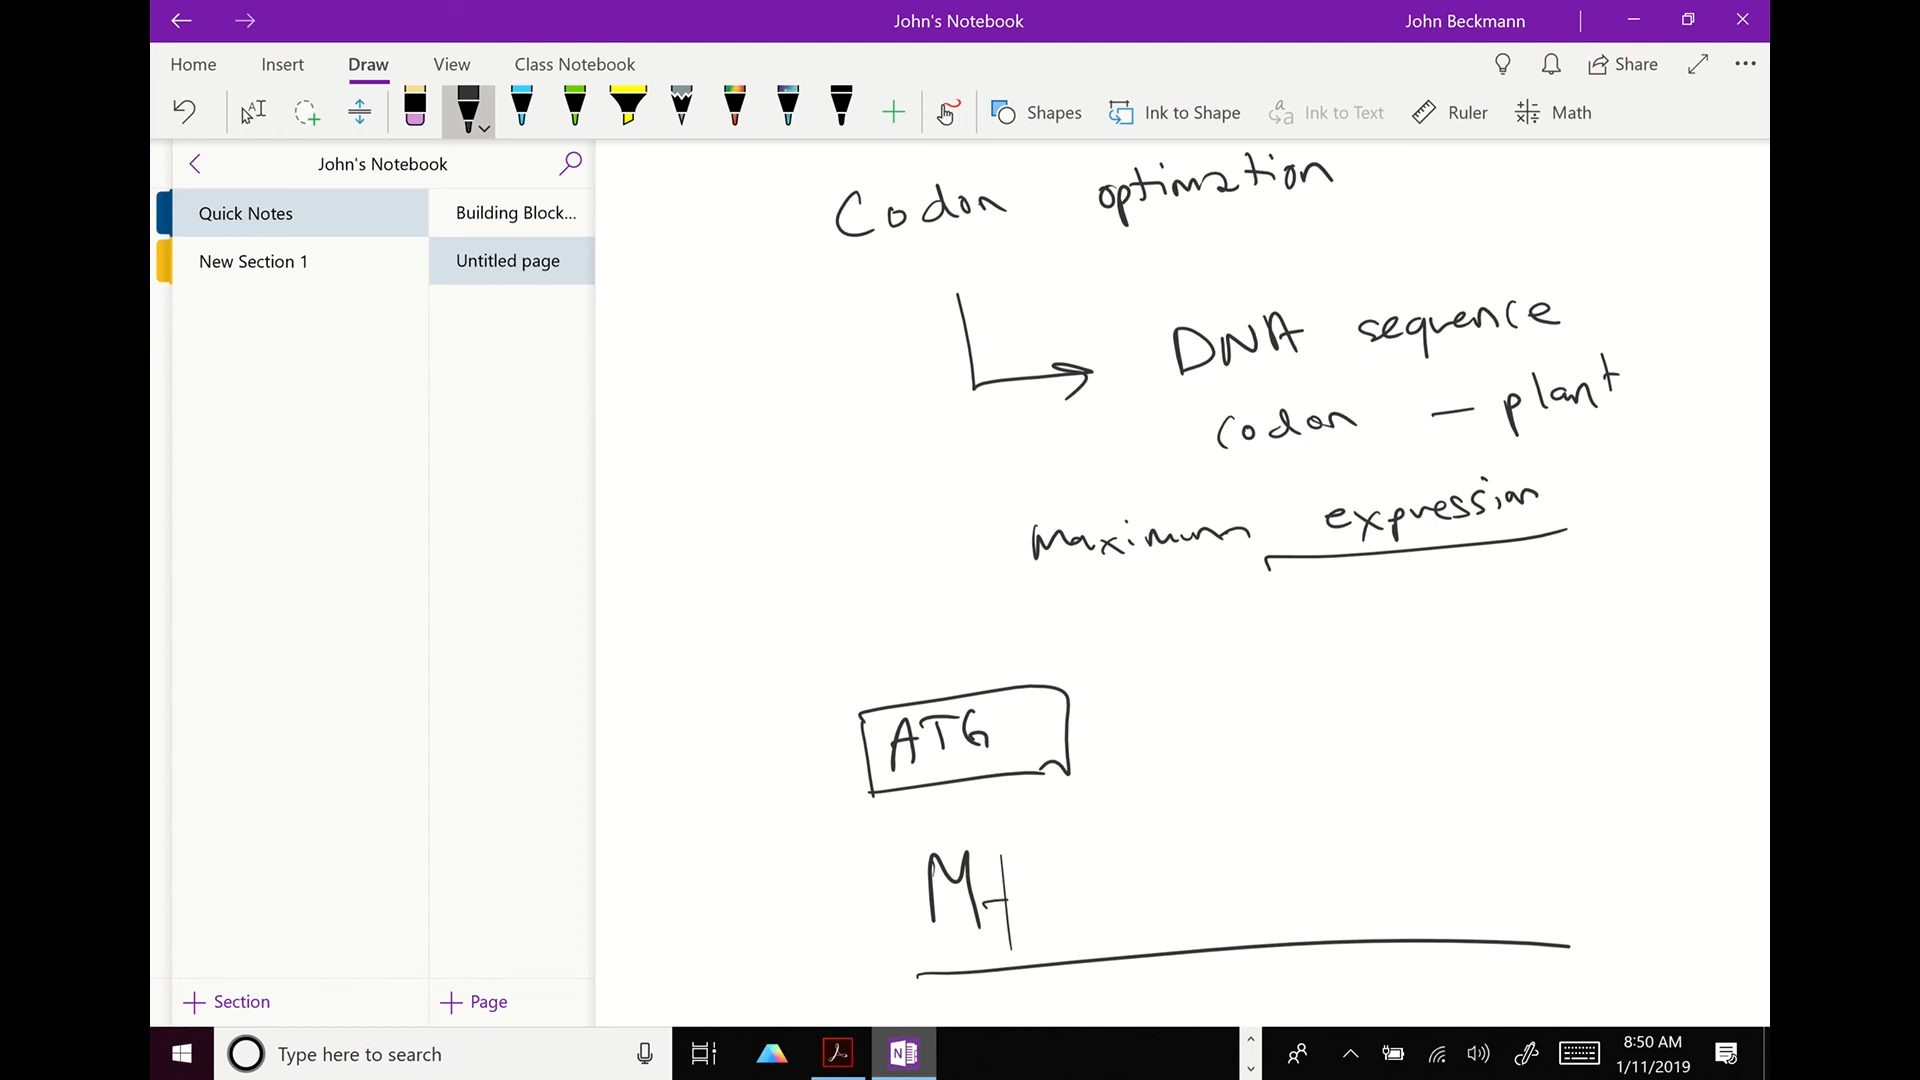 John's Notebook
John Beckmann
Home Insert Draw View Class Notebook
Share
Shapes Ink to Shape Ink to Text Ruler Math
John's Notebook
Quick Notes
New Section 1
Building Block...
Untitled page
Codon optimzation
DNA sequence
codon — plant
maximum expression
ATG
M
+ Section
+ Page
Type here to search
8:50 AM
1/11/2019